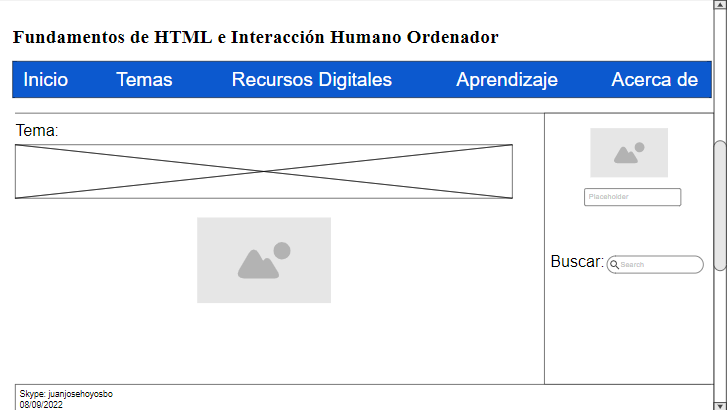 Fundamentos de HTML e Interacción Humano Ordenador
Inicio Temas Recursos Digitales Aprendizaje Acerca de
Tema:
Placeholder
Buscar: Search
Skype: juanjosehoyosbo
08/09/2022